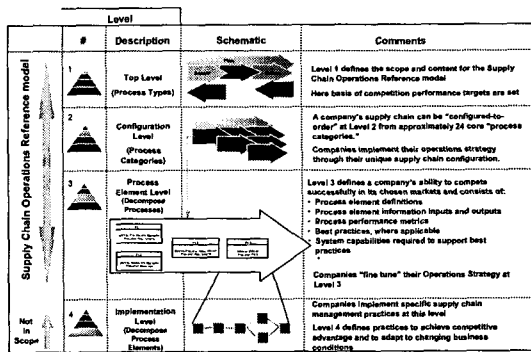 Level
# Description Schematic Comments
Supply Chain Operations Reference model
1
Top Level
(Process Types)
Level 1 defines the scope and content for the Supply
Chain Operations Reference model
Here basis of competition performance targets are set
2
Configuration
Level
(Process
Categories)
A company's supply chain can be "configured-to-
order" at Level 2 from approximately 24 core "process
categories."
Companies implement their operations strategy
through their unique supply chain configuration.
3
Process
Element Level
(Decompose
Processes)
Level 3 defines a company's ability to compete
successfully in its chosen markets and consists of:
• Process element definitions
• Process element information inputs and outputs
• Process performance metrics
• Best practices, where applicable
• System capabilities required to support best
practices
•
Companies "fine tune" their Operations Strategy at
Level 3
Not
in
Scope
4
Implementation
Level
(Decompose
Process
Elements)
Companies implement specific supply chain
management practices at this level
Level 4 defines practices to achieve competitive
advantage and to adapt to changing business
conditions